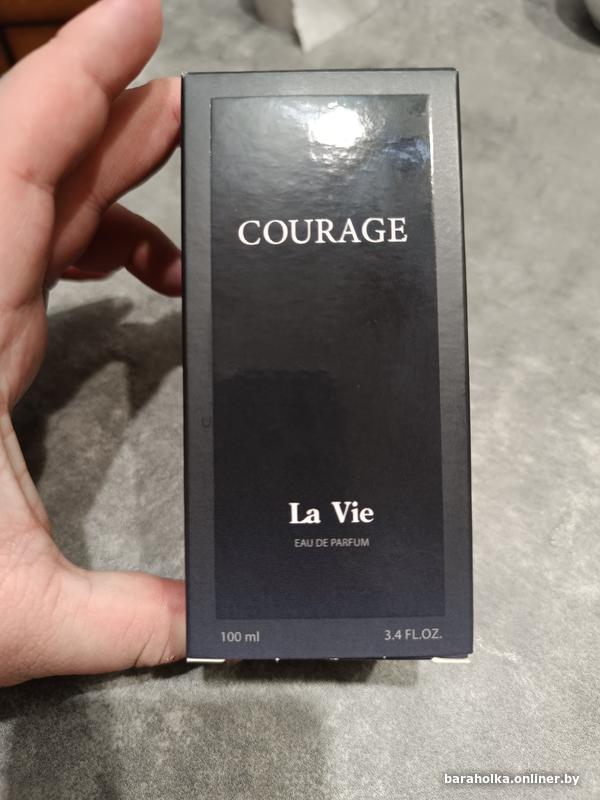 COURAGE
La Vie
EAU DE PARFUM
100 ml
3.4 FL.OZ.
baraholka.onliner.by